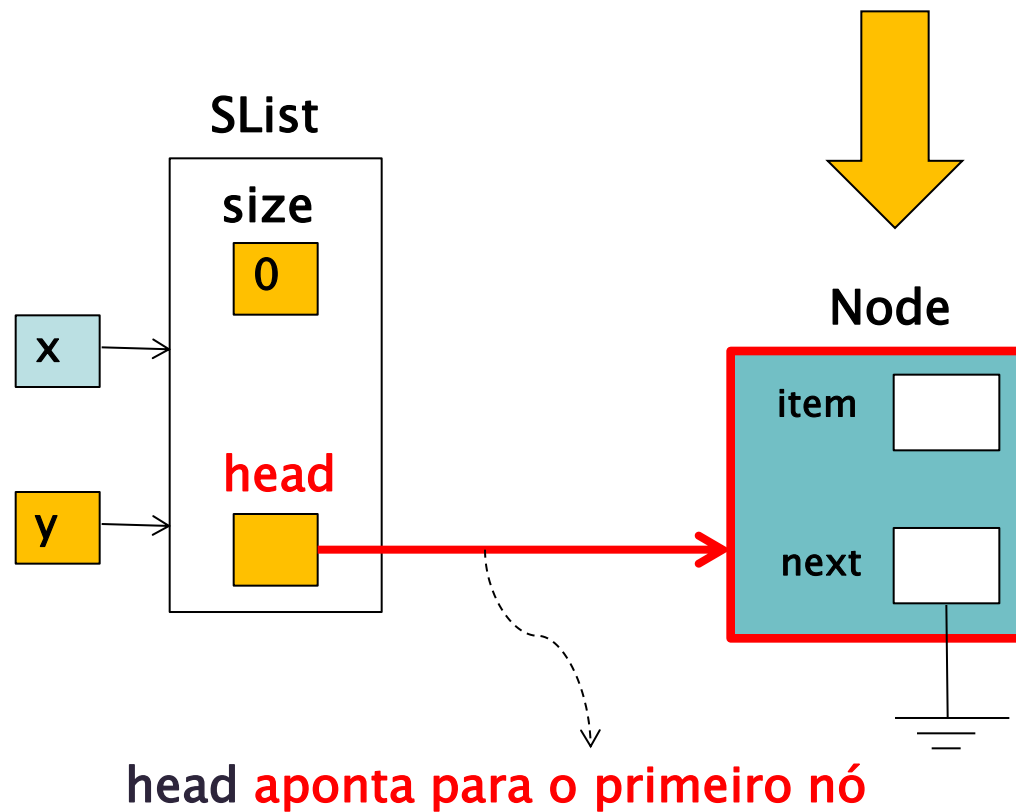 SList
size
0
x
head
y
Node
item
next
head aponta para o primeiro nó